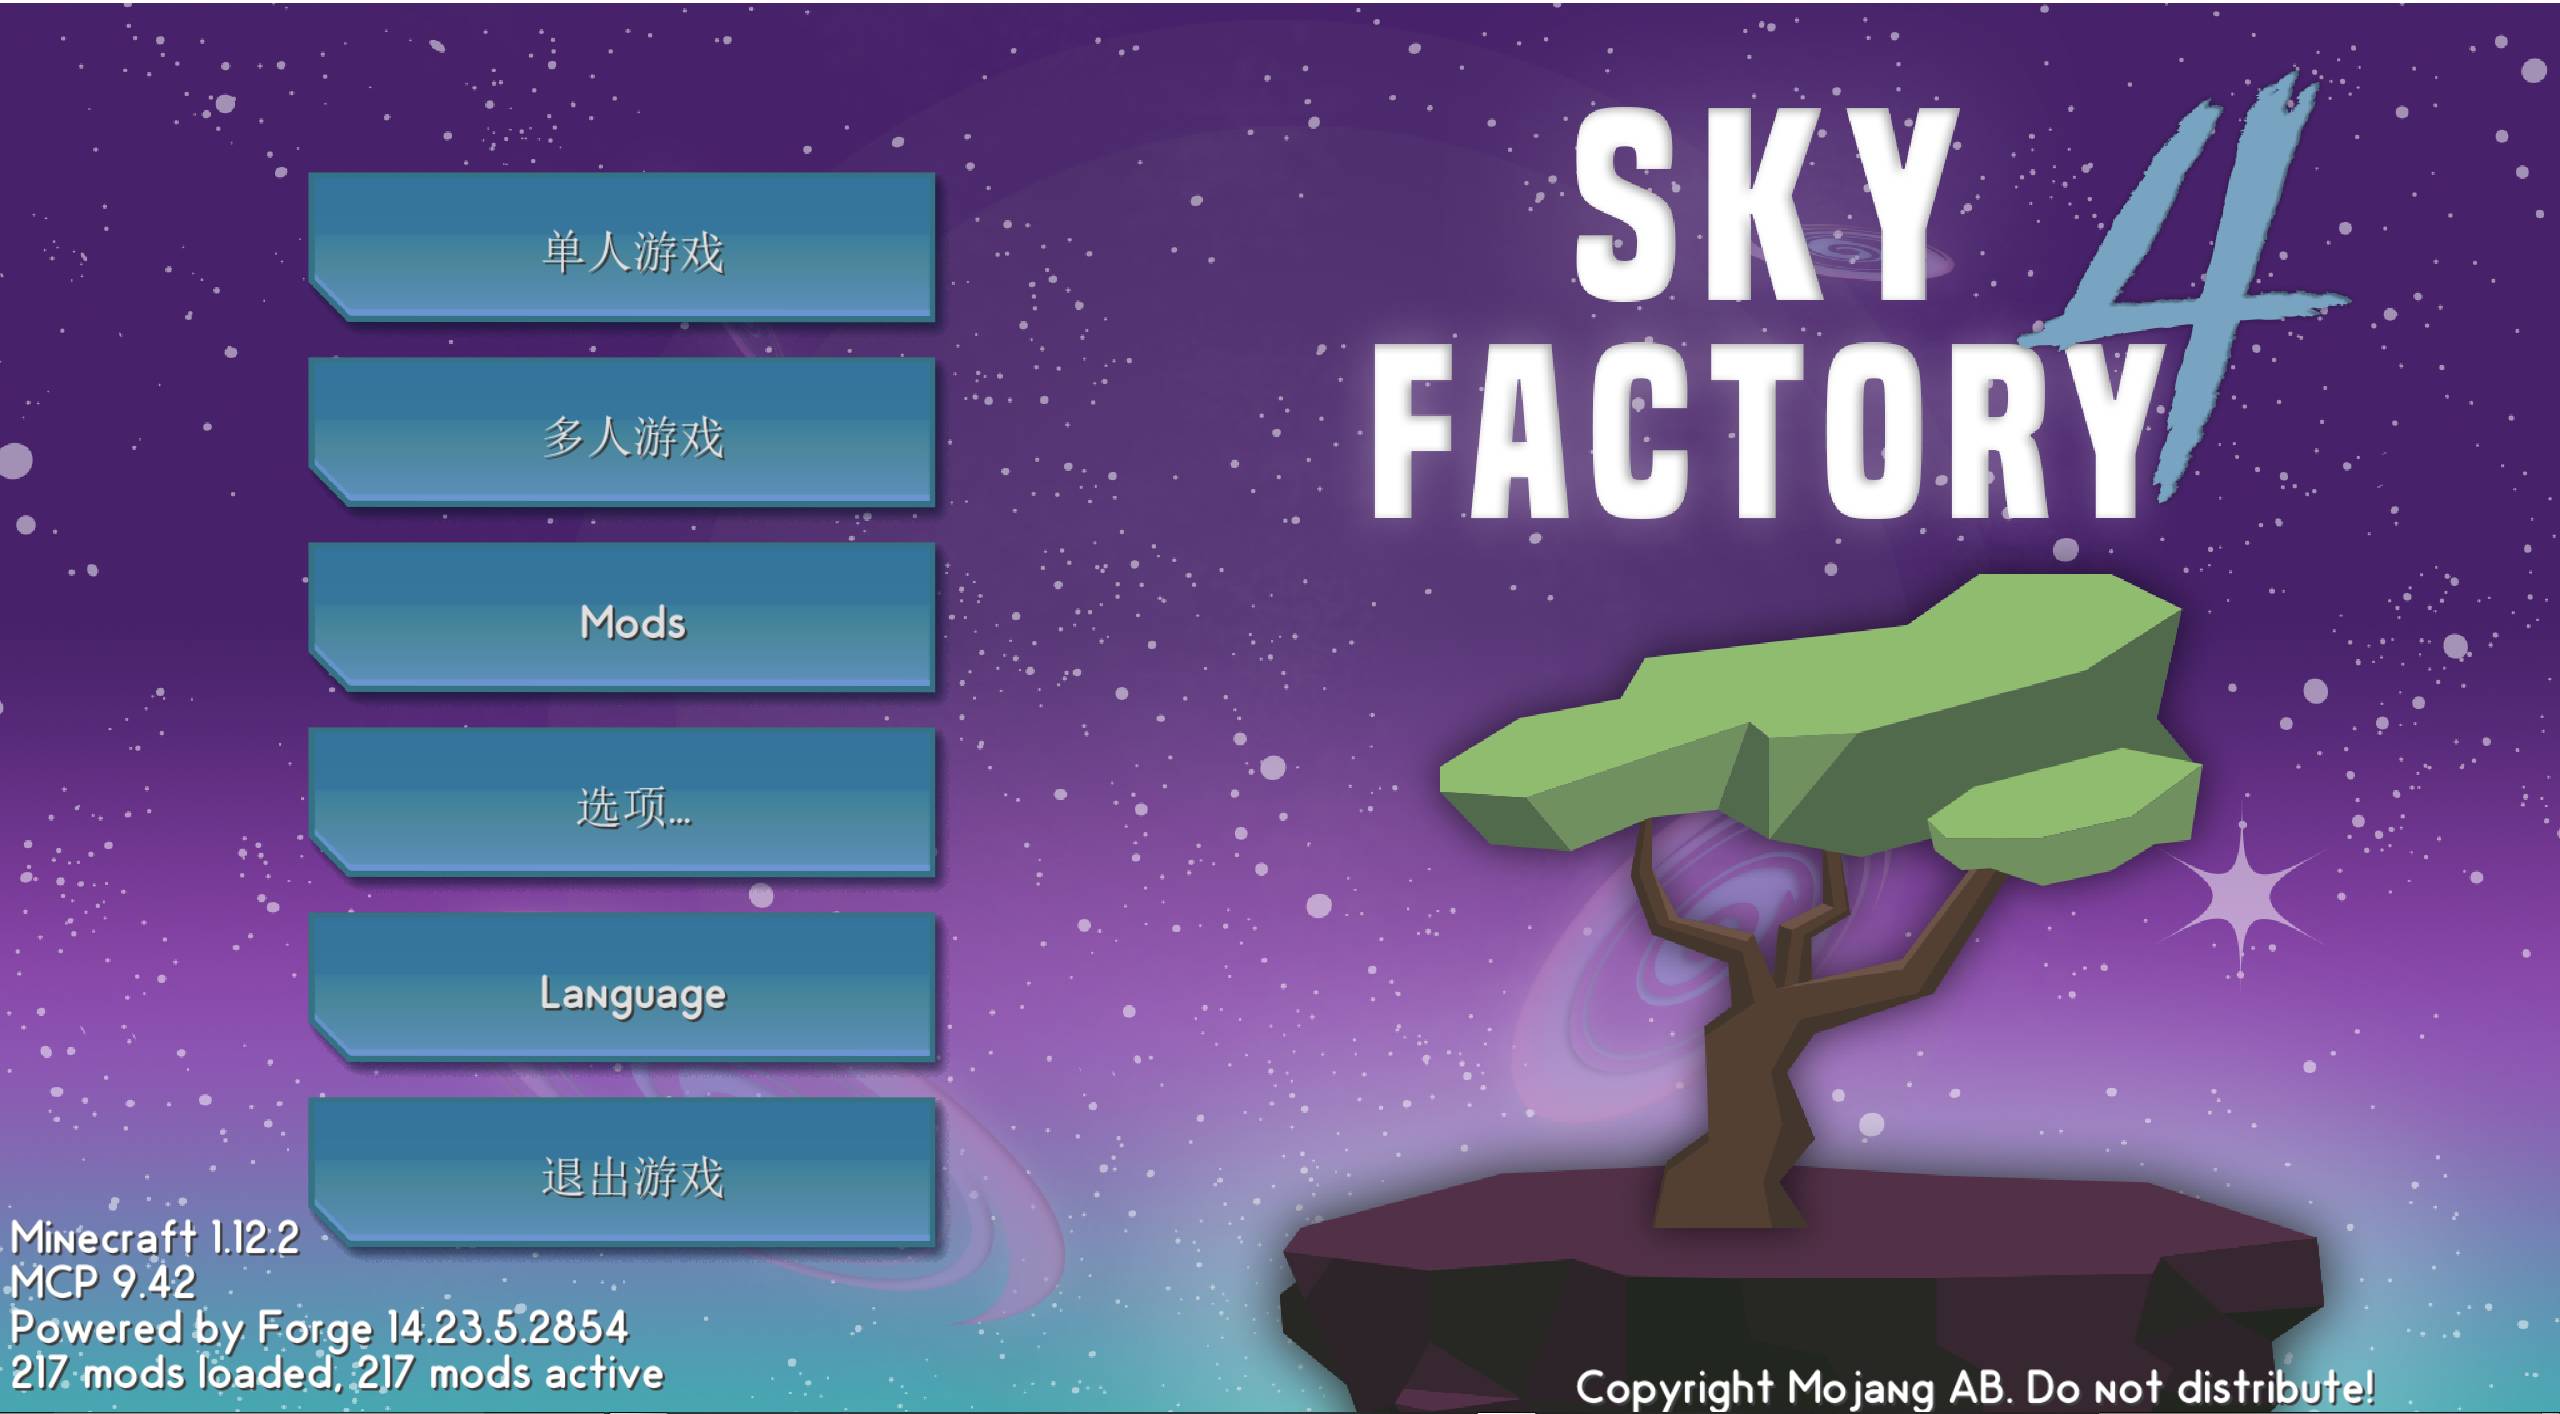 单人游戏
多人游戏
Mods
选项...
Language
退出游戏
Minecraft 1.12.2
MCP 9.42
Powered by Forge 14.23.5.2854
217 mods loaded, 217 mods active
SKY
FACTORY 4
Copyright Mojang AB. Do not distribute!